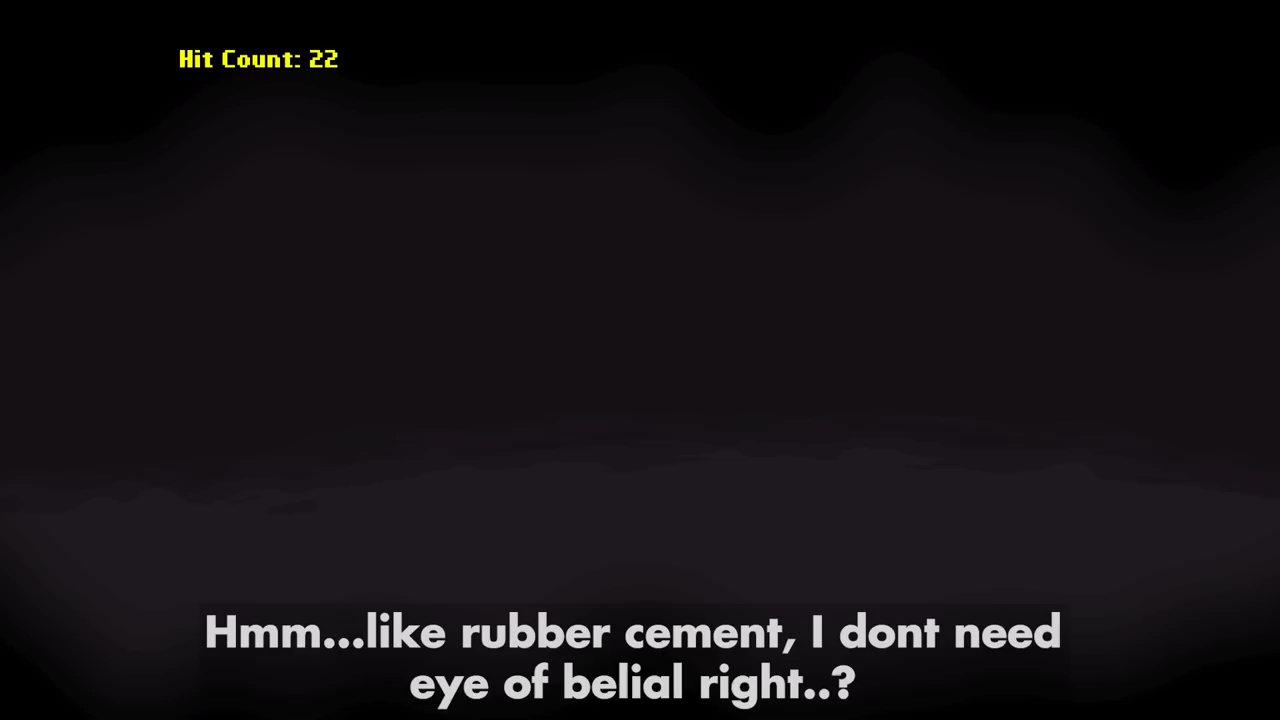 Hit Count: 22
Hmm...like rubber cement, I dont need
eye of belial right..?